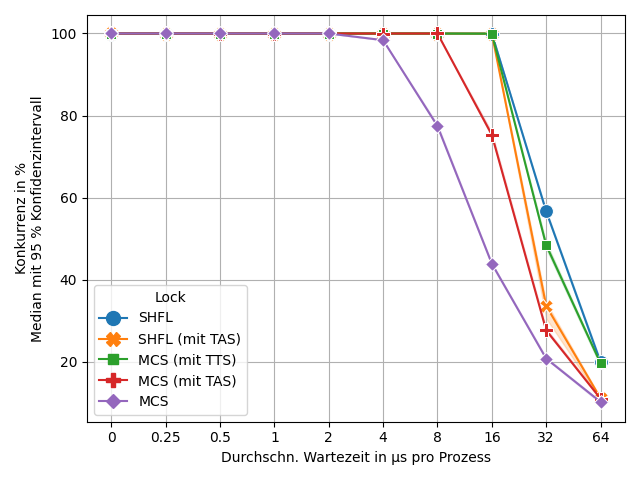 100
80
60
40
20
Konkurrenz in %
Median mit 95 % Konfidenzintervall
Lock
SHFL
SHFL (mit TAS)
MCS (mit TTS)
MCS (mit TAS)
MCS
0 0.25 0.5 1 2 4 8 16 32 64
Durchschn. Wartezeit in µs pro Prozess